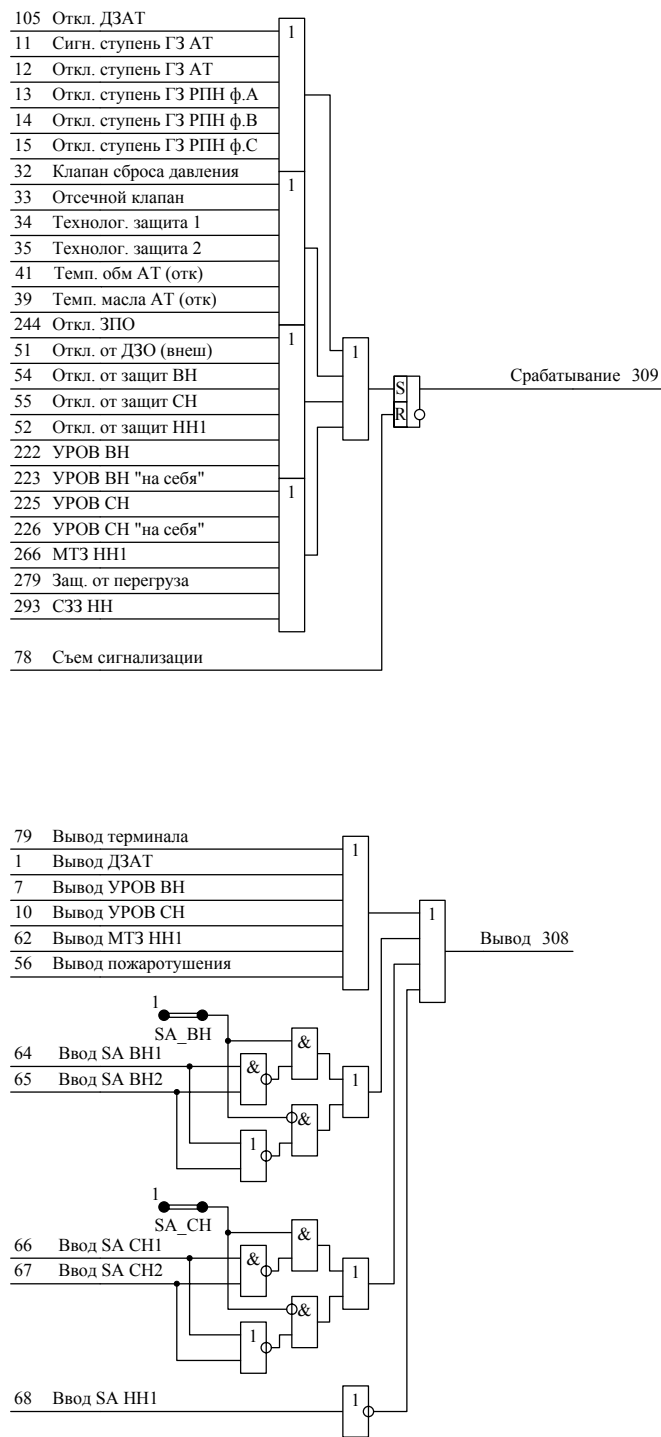 105 Откл. ДЗАТ
1
11 Сигн. ступень ГЗ АТ
12 Откл. ступень ГЗ АТ
13 Откл. ступень ГЗ РПН ф.А
14 Откл. ступень ГЗ РПН ф.В
15 Откл. ступень ГЗ РПН ф.С
32 Клапан сброса давления
1
33 Отсечной клапан
34 Технолог. защита 1
35 Технолог. защита 2
41 Темп. обм АТ (отк)
39 Темп. масла АТ (отк)
244 Откл. ЗПО
1
51 Откл. от ДЗО (внеш)
1
54 Откл. от защит ВН
S
Срабатывание 309
55 Откл. от защит СН
R
52 Откл. от защит НН1
222 УРОВ ВН
223 УРОВ ВН "на себя"
1
225 УРОВ СН
226 УРОВ СН "на себя"
266 МТЗ НН1
279 Защ. от перегруза
293 СЗЗ НН
78 Съем сигнализации
79 Вывод терминала
1
1 Вывод ДЗАТ
7 Вывод УРОВ ВН
10 Вывод УРОВ СН
1
62 Вывод МТЗ НН1
Вывод 308
56 Вывод пожаротушения
1
SA_ВН
&
64 Ввод SA ВН1
&
65 Ввод SA ВН2
1
&
1
1
SA_СН
&
66 Ввод SA СН1
&
67 Ввод SA СН2
1
&
1
68 Ввод SA НН1
1